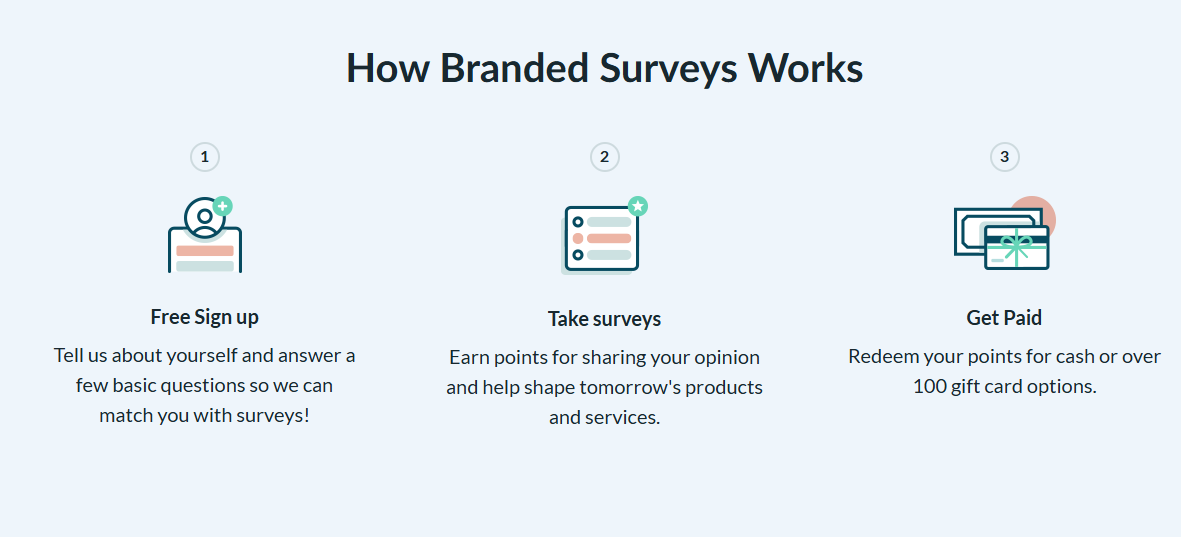 How Branded Surveys Works
1
Free Sign up
Tell us about yourself and answer a
few basic questions so we can
match you with surveys!
2
Take surveys
Earn points for sharing your opinion
and help shape tomorrow's products
and services.
3
Get Paid
Redeem your points for cash or over
100 gift card options.